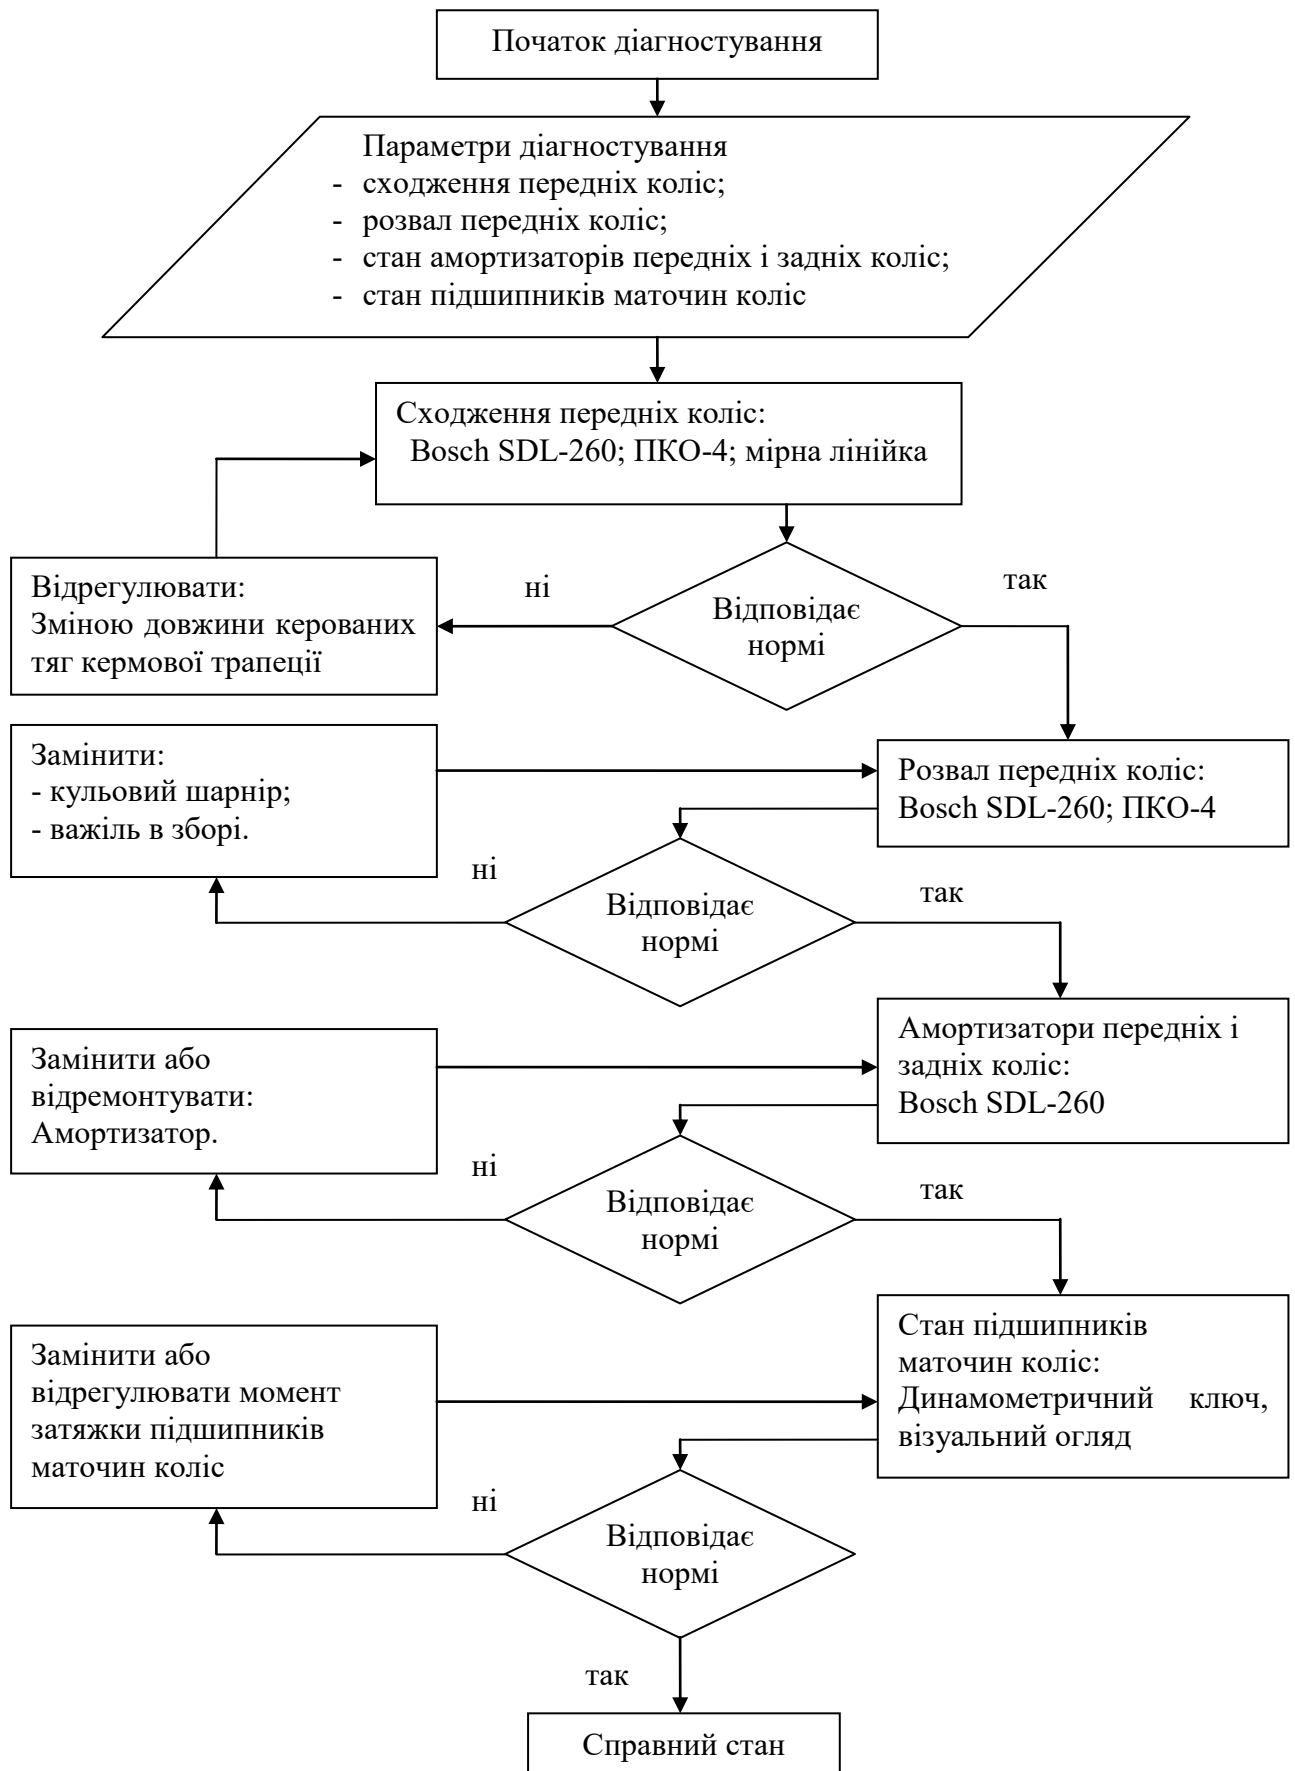 Початок діагностування
Параметри діагностування
- сходження передніх коліс;
- розвал передніх коліс;
- стан амортизаторів передніх і задніх коліс;
- стан підшипників маточин коліс
Сходження передніх коліс:
Bosch SDL-260; ПКО-4; мірна лінійка
Відрегулювати:
Зміною довжини керованих
тяг кермової трапеції
ні
Відповідає
нормі
так
Замінити:
- кульовий шарнір;
- важіль в зборі.
Розвал передніх коліс:
Bosch SDL-260; ПКО-4
ні
Відповідає
нормі
так
Замінити або
відремонтувати:
Амортизатор.
Амортизатори передніх і
задніх коліс:
Bosch SDL-260
ні
Відповідає
нормі
так
Замінити або
відрегулювати момент
затяжки підшипників
маточин коліс
Стан підшипників
маточин коліс:
Динамометричний ключ,
візуальний огляд
ні
Відповідає
нормі
так
Справний стан